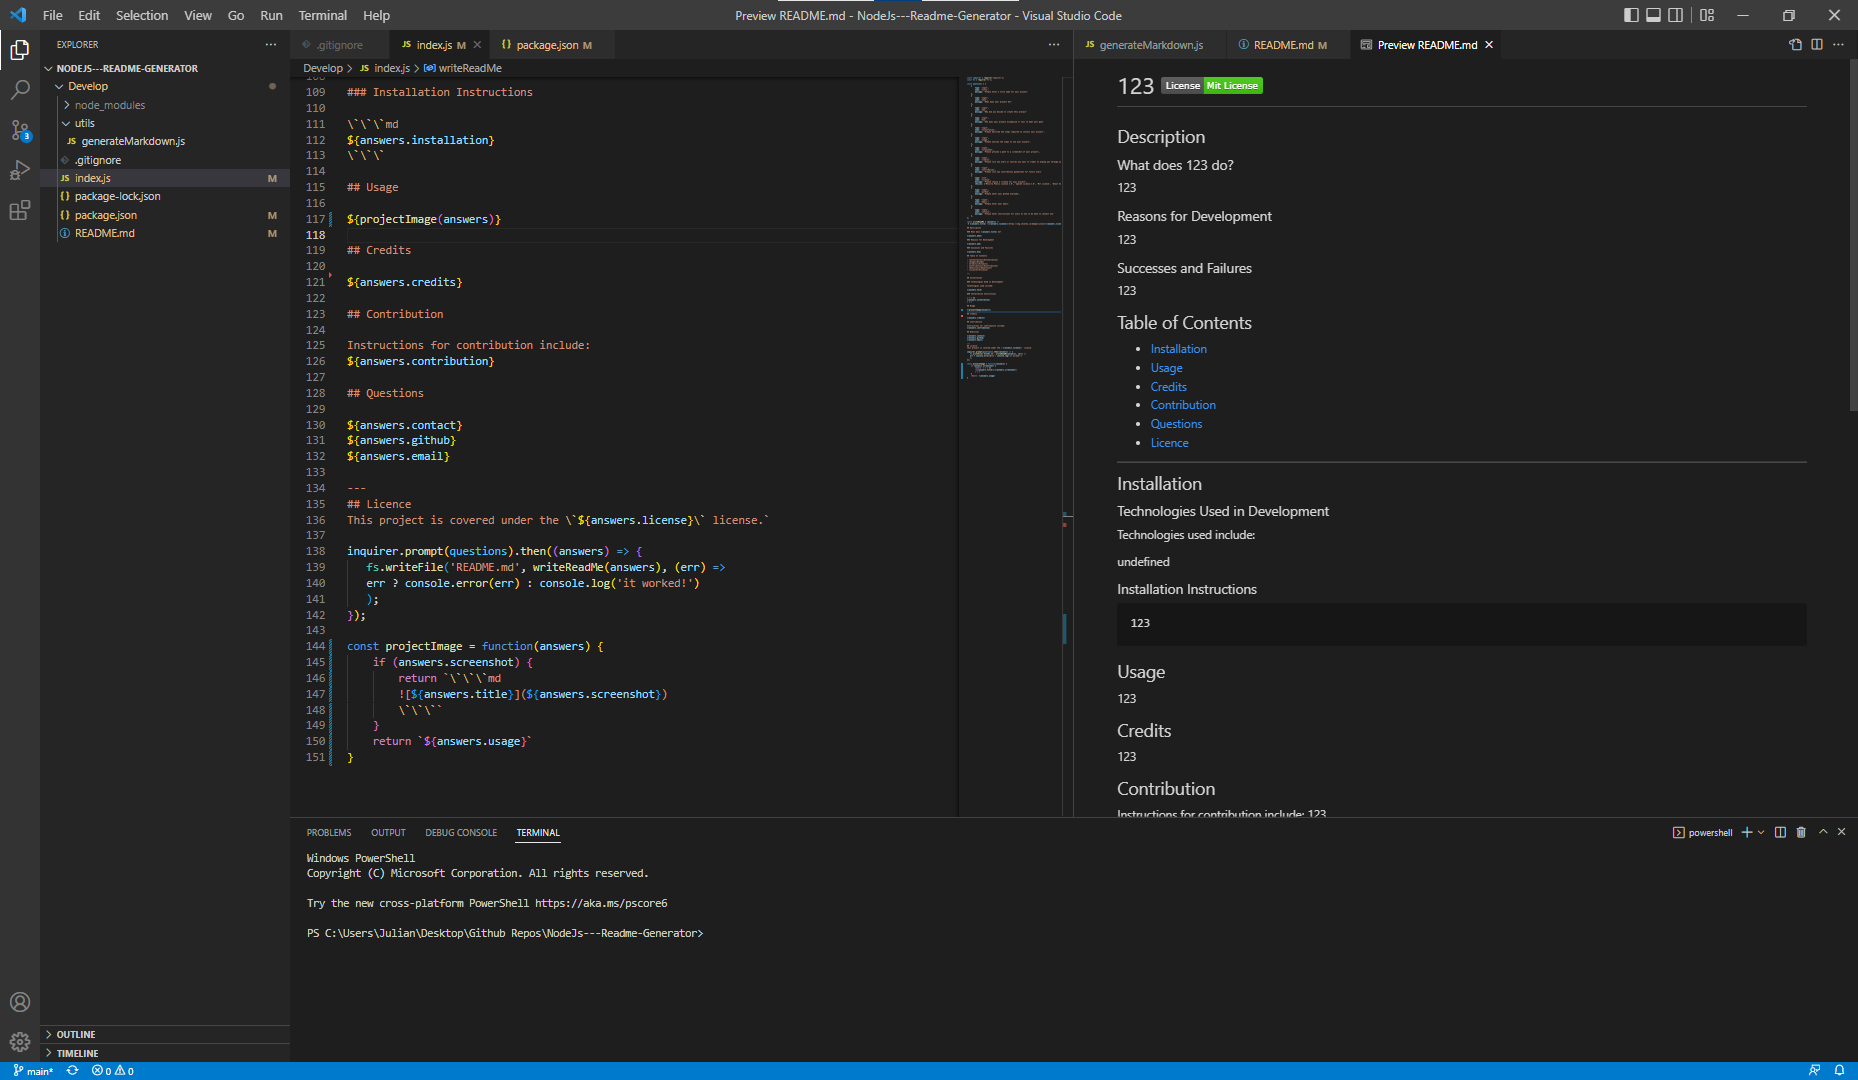 File Edit Selection View Go Run Terminal Help
Preview README.md - NodeJs---Readme-Generator - Visual Studio Code
EXPLORER
NODEJS---README-GENERATOR
Develop
node_modules
utils
JS generateMarkdown.js
.gitignore
JS index.js M
{} package-lock.json
{} package.json M
README.md M
OUTLINE
TIMELINE
.gitignore
JS index.js M
{} package.json M
Develop > JS index.js > writeReadMe
109 ### Installation Instructions
110
111 \`\`\`md
112 ${answers.installation}
113 \`\`\`
114
115 ## Usage
116
117 ${projectImage(answers)}
118
119 ## Credits
120
121 ${answers.credits}
122
123 ## Contribution
124
125 Instructions for contribution include:
126 ${answers.contribution}
127
128 ## Questions
129
130 ${answers.contact}
131 ${answers.github}
132 ${answers.email}
133
134 ---
135 ## Licence
136 This project is covered under the \`${answers.license}\` license.`
137
138 inquirer.prompt(questions).then((answers) => {
139 fs.writeFile('README.md', writeReadMe(answers), (err) =>
140 err ? console.error(err) : console.log('it worked!')
141 );
142 });
143
144 const projectImage = function(answers) {
145 if (answers.screenshot) {
146 return `\`\`\`md
147 ![${answers.title}](${answers.screenshot})
148 \`\`\``
149 }
150 return `${answers.usage}`
151 }
JS generateMarkdown.js
README.md M
Preview README.md
123 License Mit License
Description
What does 123 do?
123
Reasons for Development
123
Successes and Failures
123
Table of Contents
• Installation
• Usage
• Credits
• Contribution
• Questions
• Licence
Installation
Technologies Used in Development
Technologies used include:
undefined
Installation Instructions
123
Usage
123
Credits
123
Contribution
Instructions for contribution include: 123
PROBLEMS OUTPUT DEBUG CONSOLE TERMINAL
powershell
Windows PowerShell
Copyright (C) Microsoft Corporation. All rights reserved.
Try the new cross-platform PowerShell https://aka.ms/pscore6
PS C:\Users\Julian\Desktop\Github Repos\NodeJs---Readme-Generator>
3
main* 0 0